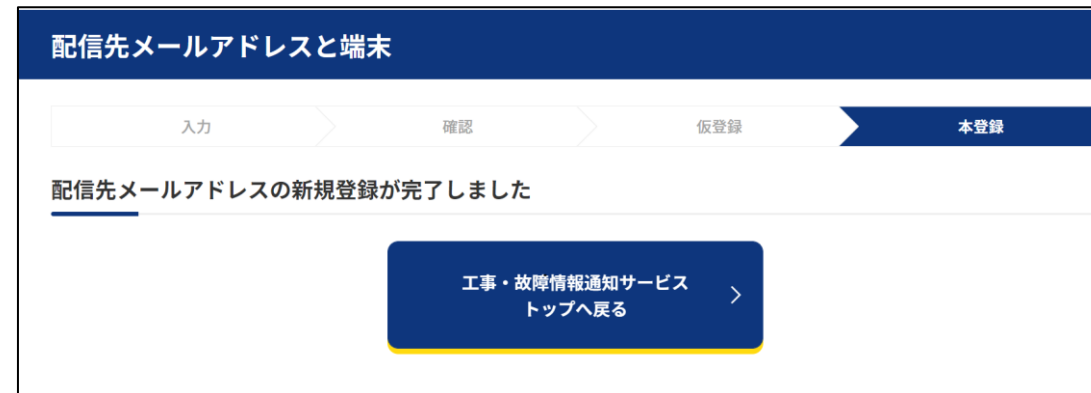 配信先メールアドレスと端末
入力
確認
仮登録
本登録
配信先メールアドレスの新規登録が完了しました
工事・故障情報通知サービス
トップへ戻る